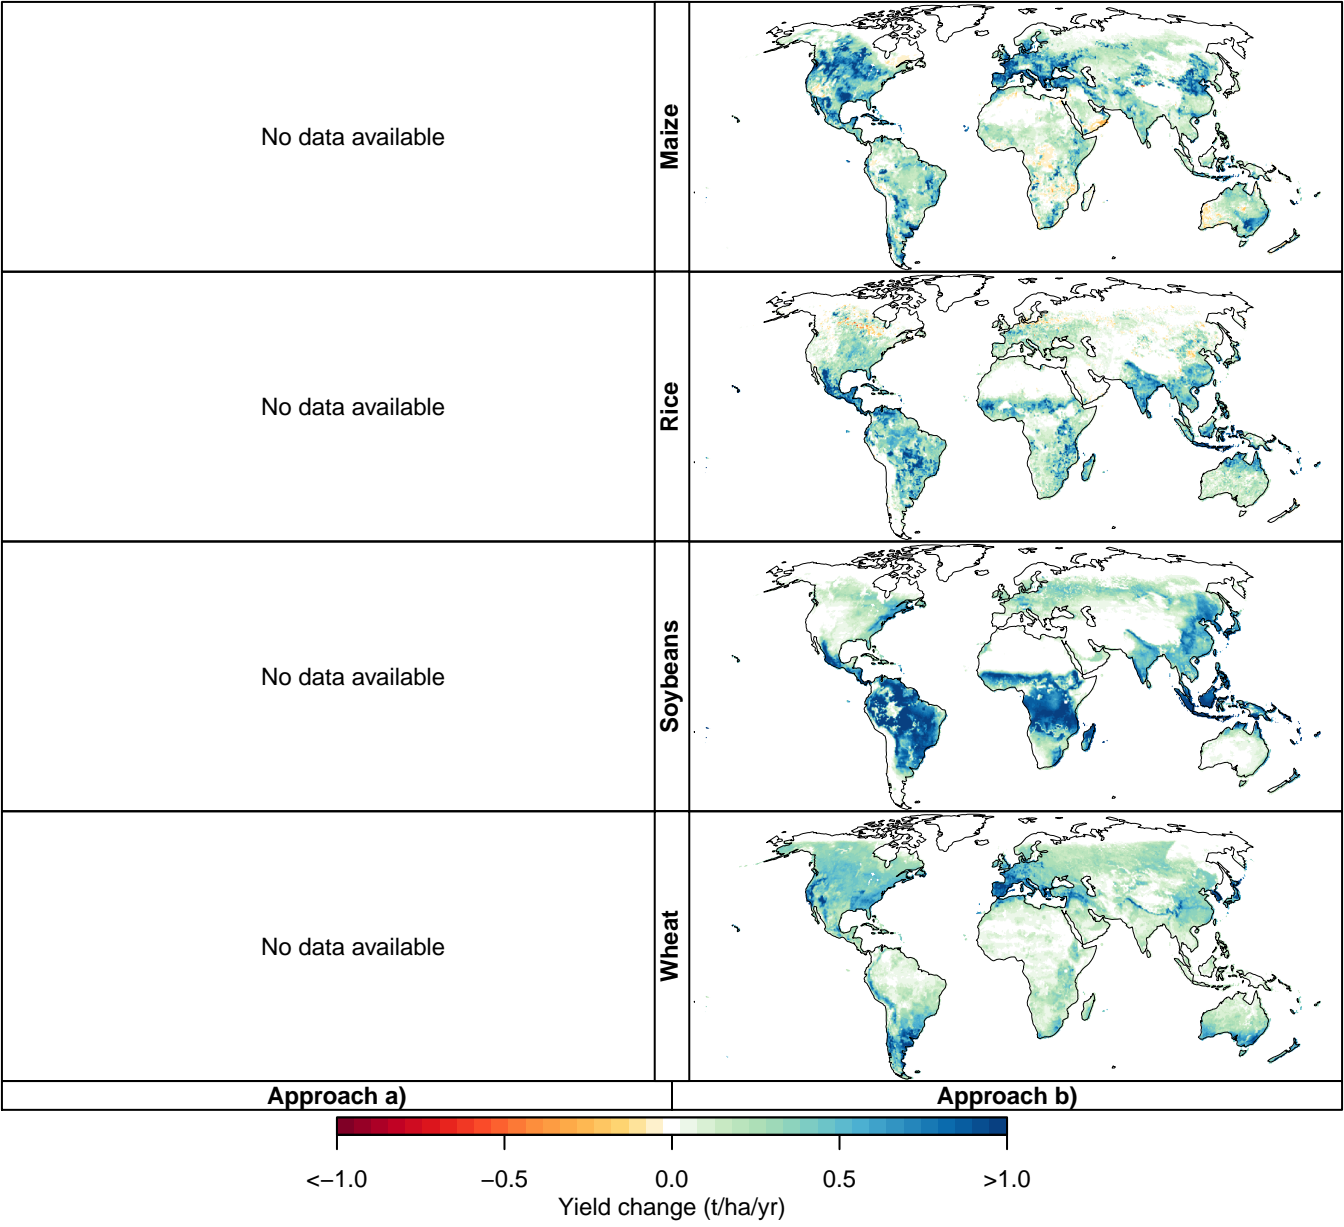 No data available
Maize
No data available
Rice
No data available
Soybeans
No data available
Wheat
Approach a)
Approach b)
<−1.0
−0.5
0.0
0.5
>1.0
Yield change (t/ha/yr)